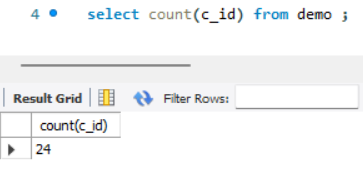 4 select count(c_id) from demo ;
Result Grid Filter Rows:
count(c_id)
24